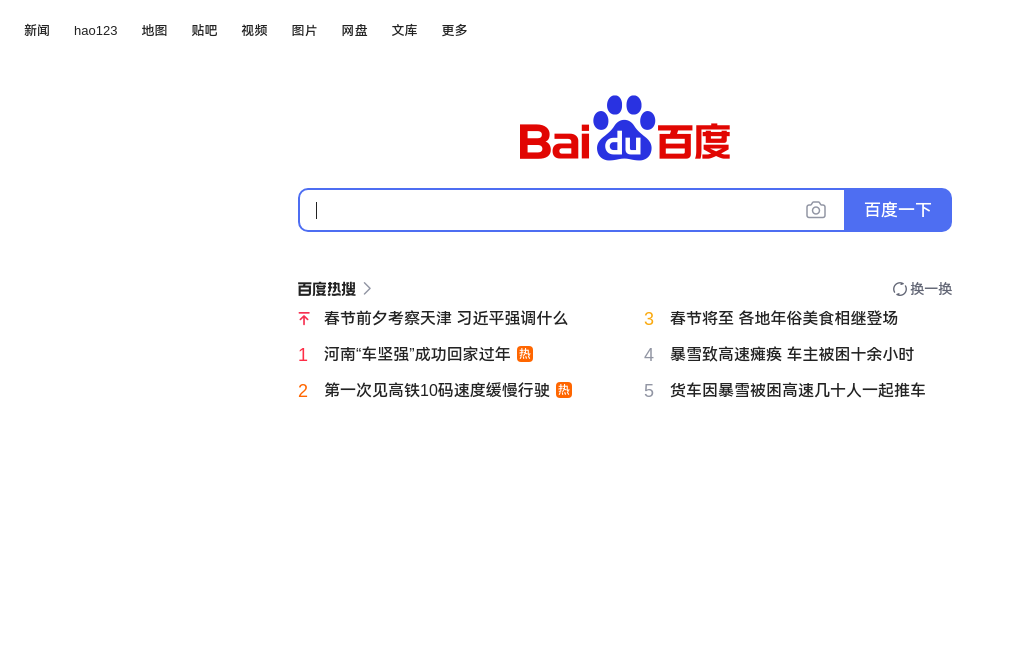 新闻 hao123 地图 贴吧 视频 图片 网盘 文库 更多
Bai du 百度
百度一下
百度热搜 换一换
春节前夕考察天津 习近平强调什么
1 河南“车坚强”成功回家过年 热
2 第一次见高铁10码速度缓慢行驶 热
3 春节将至 各地年俗美食相继登场
4 暴雪致高速瘫痪 车主被困十余小时
5 货车因暴雪被困高速几十人一起推车